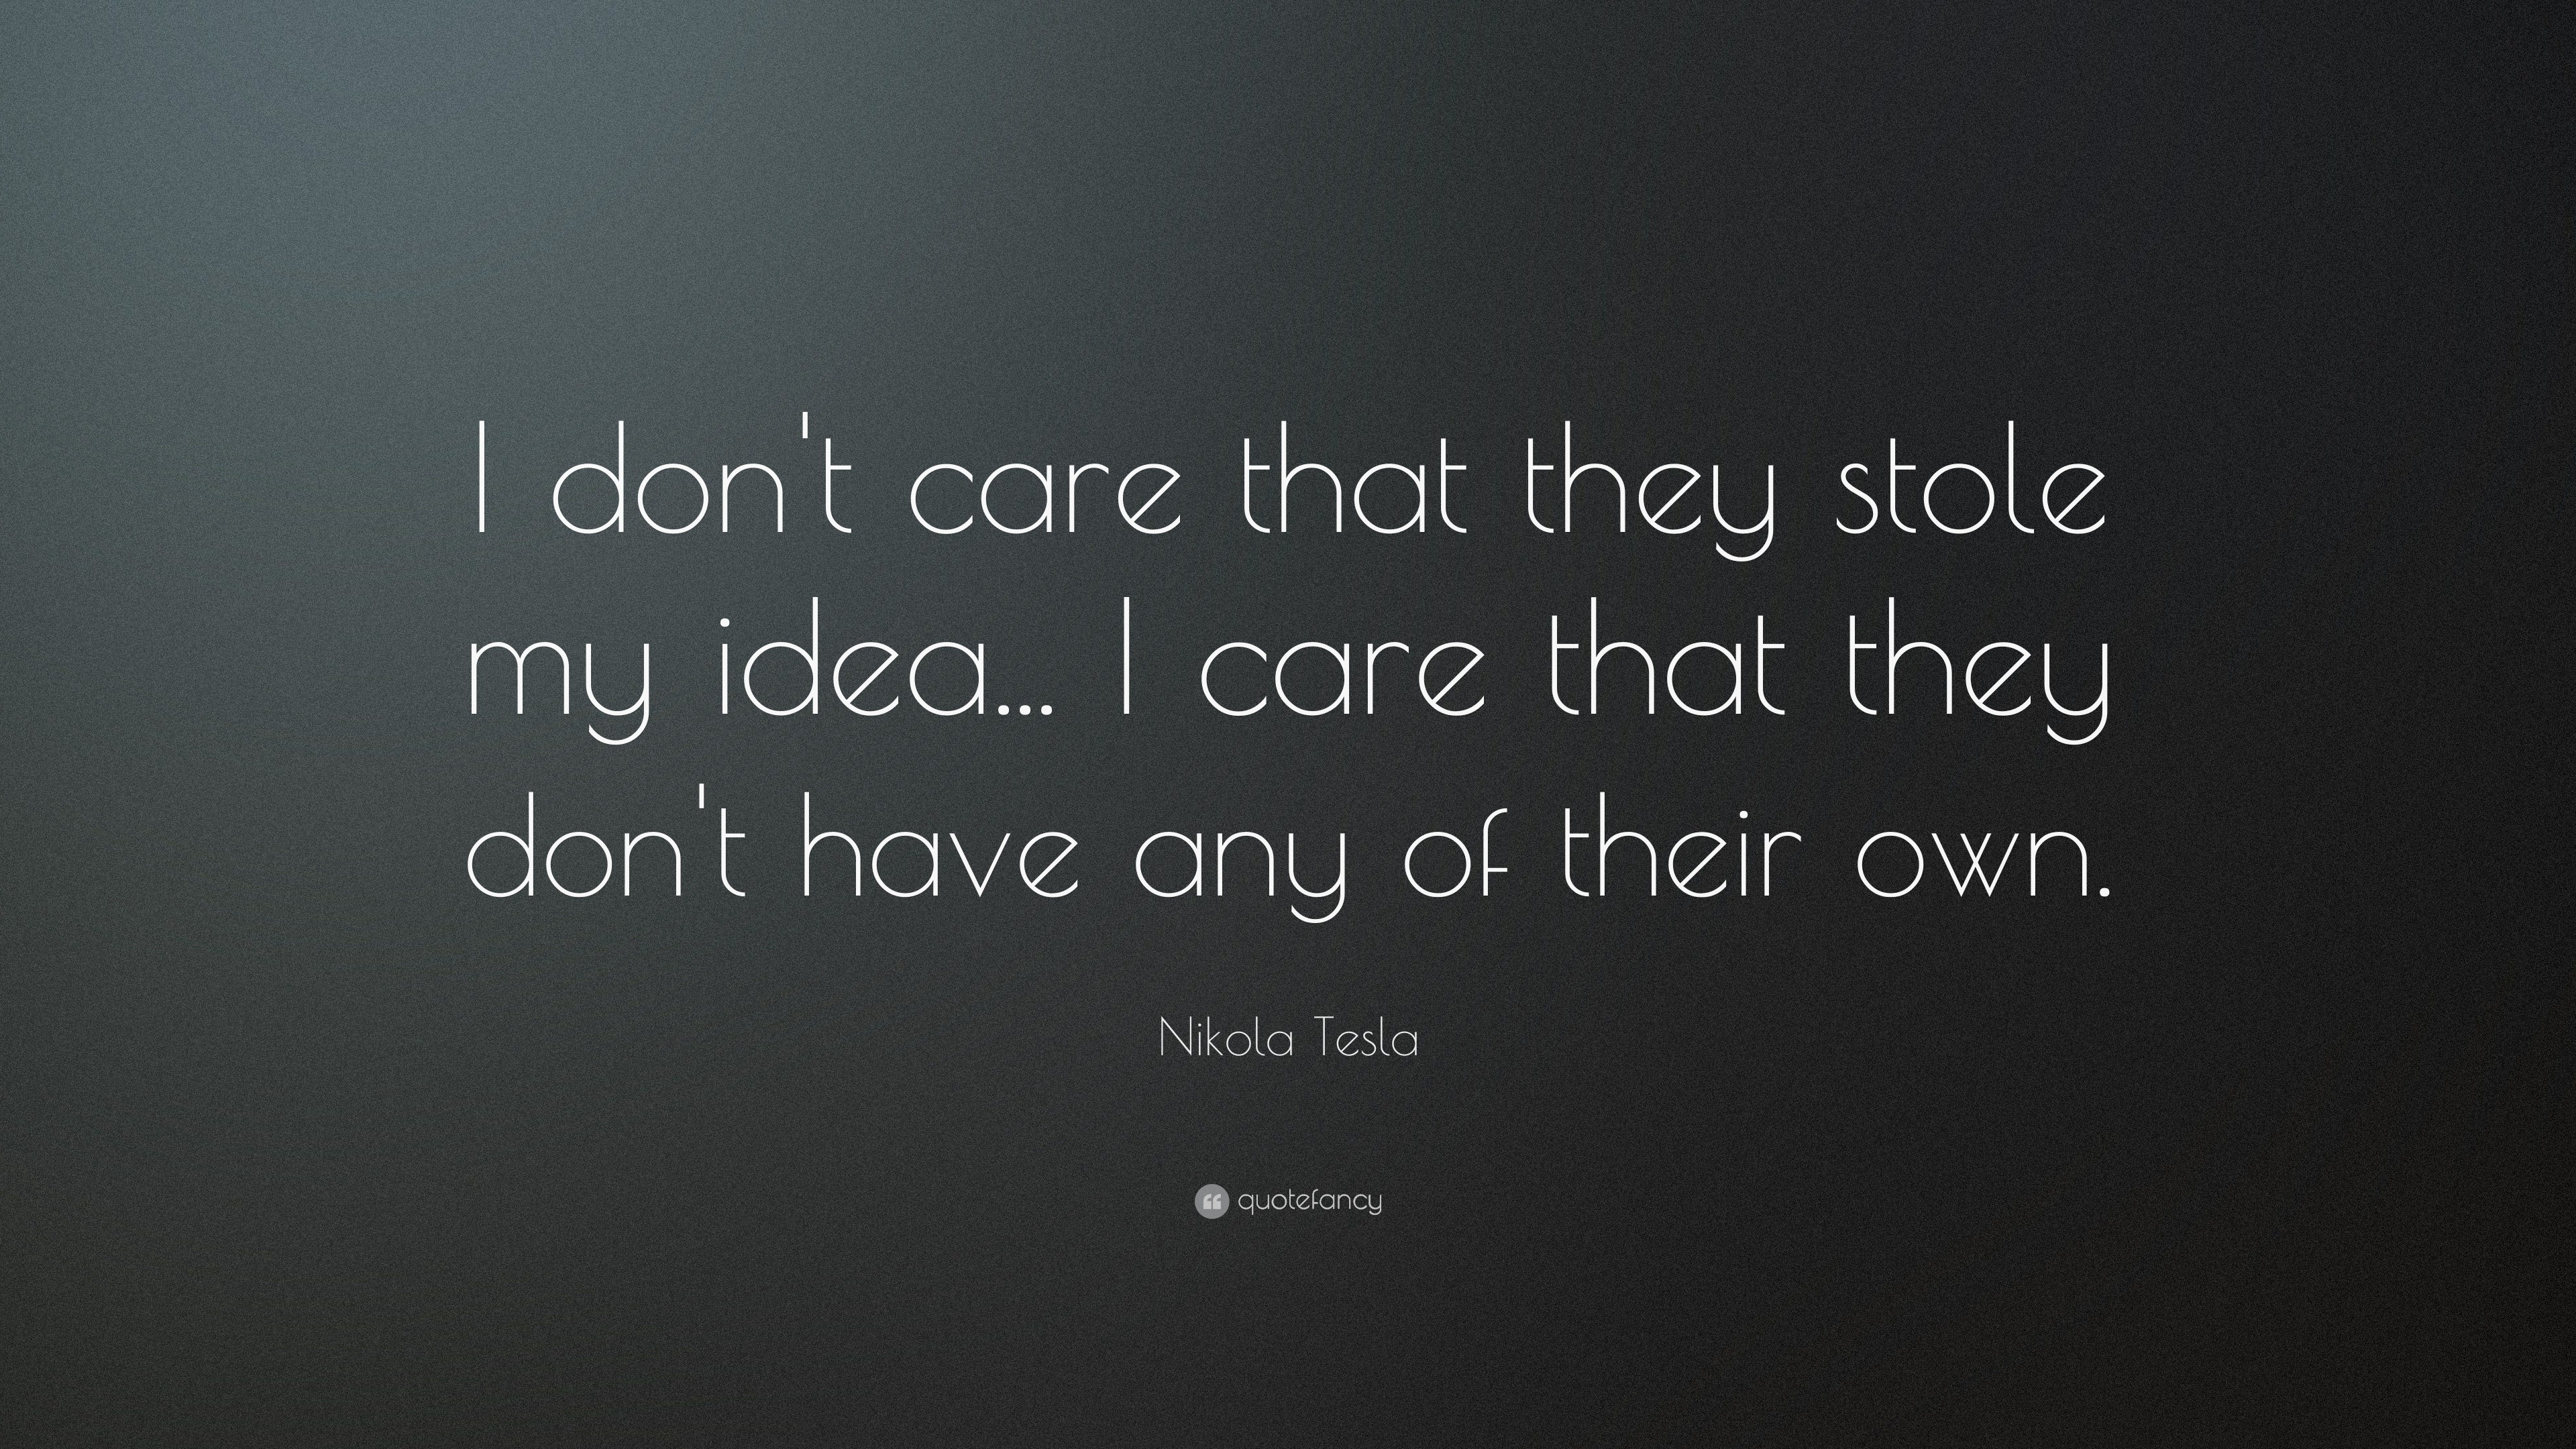 I don't care that they stole
my idea... I care that they
don't have any of their own.
Nikola Tesla
quotefancy